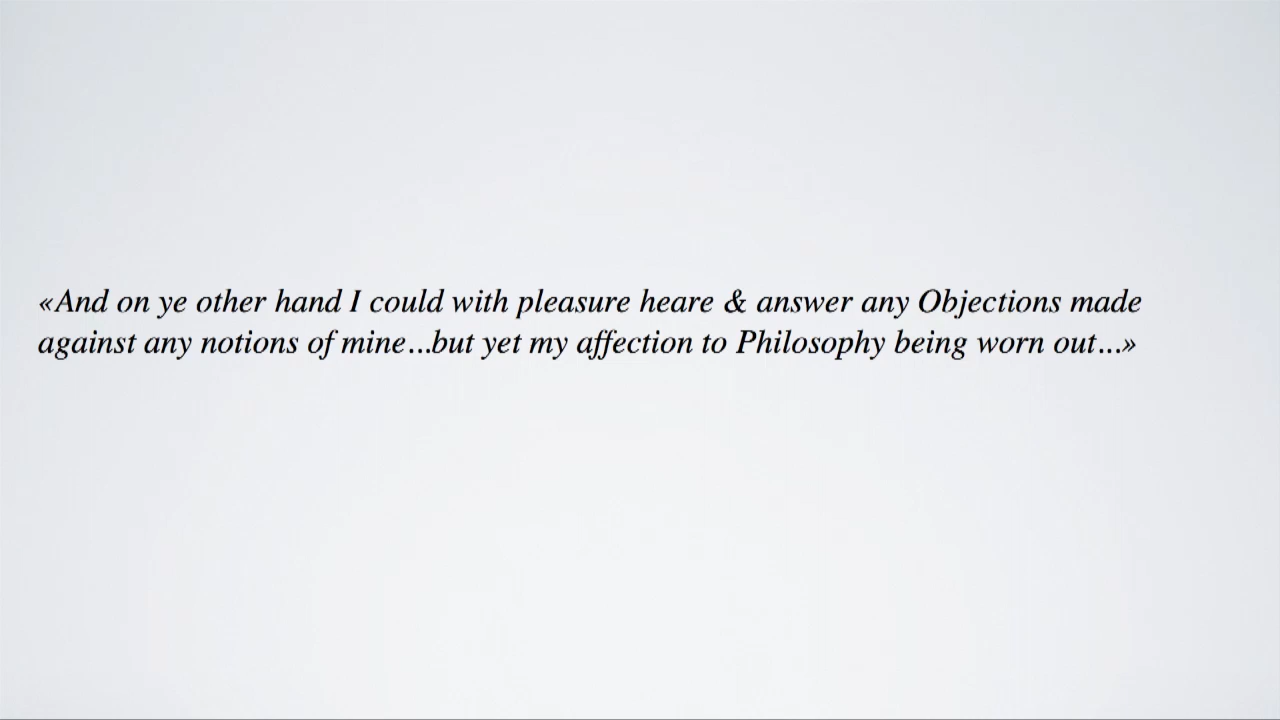 «And on ye other hand I could with pleasure heare & answer any Objections made
against any notions of mine...but yet my affection to Philosophy being worn out...»